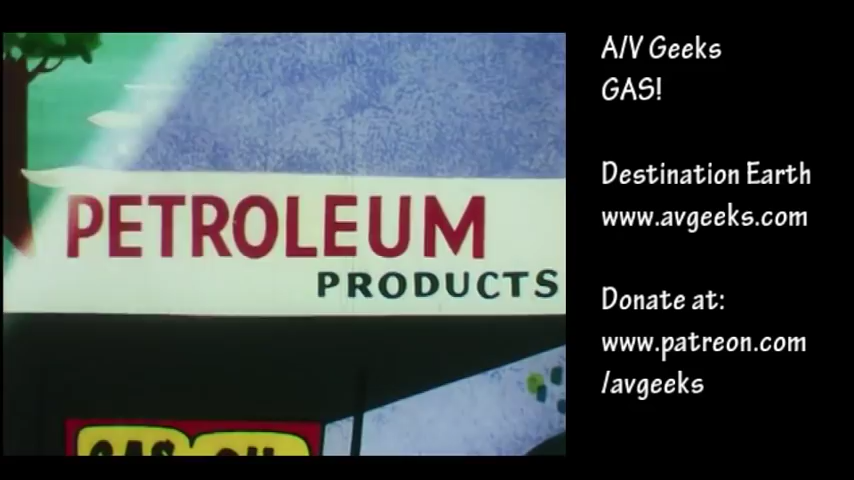 PETROLEUM
PRODUCTS
A/V Geeks
GAS!
Destination Earth
www.avgeeks.com
Donate at:
www.patreon.com
/avgeeks